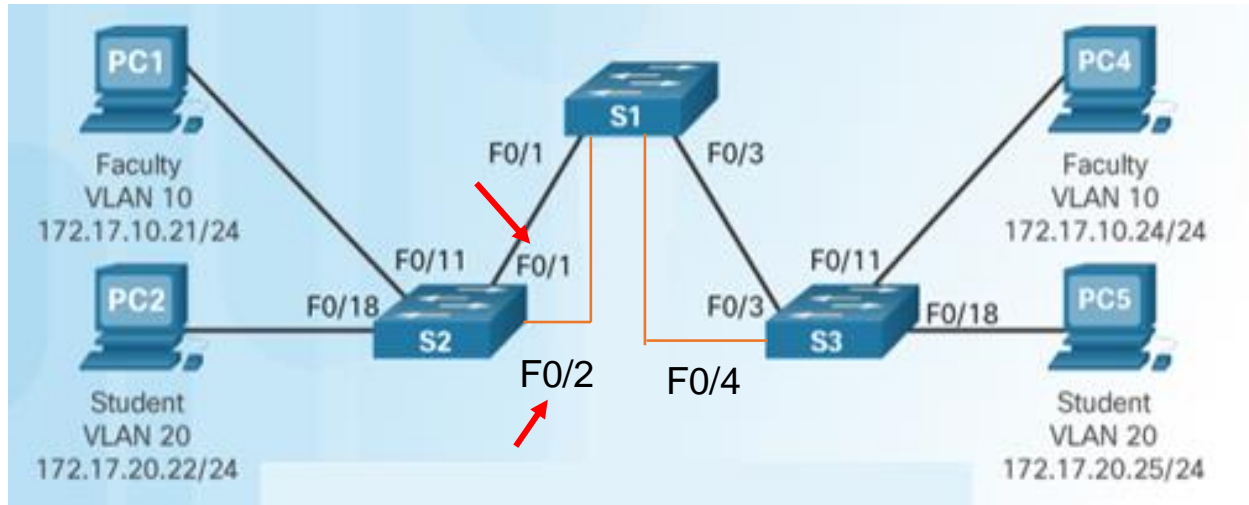 PC1
Faculty
VLAN 10
172.17.10.21/24
PC2
Student
VLAN 20
172.17.20.22/24
S1
F0/1
F0/3
F0/11
F0/1
F0/18
S2
F0/2
F0/4
F0/3
F0/11
F0/18
S3
PC4
Faculty
VLAN 10
172.17.10.24/24
PC5
Student
VLAN 20
172.17.20.25/24